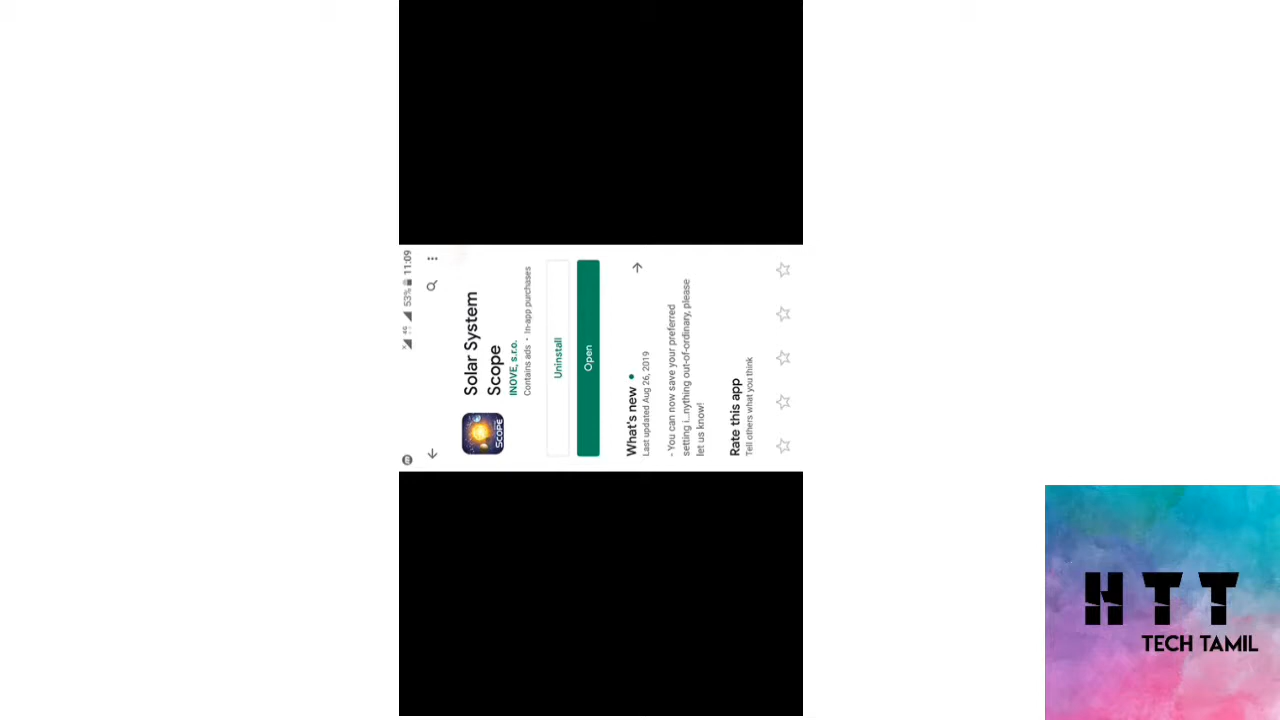 4G 53% 11:09
Solar System
Scope
INOVE, s.r.o.
Contains ads • In-app purchases
SCOPE
Uninstall
Open
What's new •
Last updated Aug 26, 2019
- You can now save your preferred
setting i...nything out-of-ordinary, please
let us know!
Rate this app
Tell others what you think
HTT
TECH TAMIL